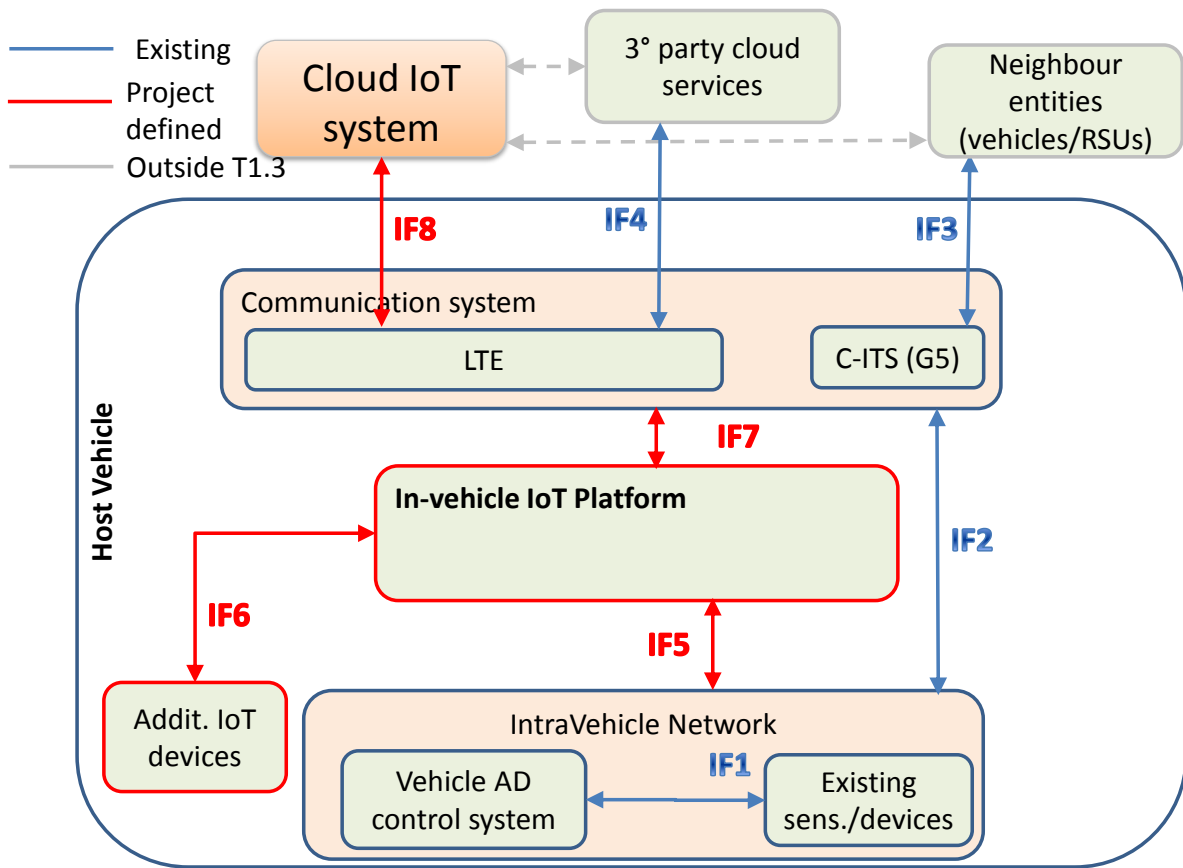 Existing
Project
defined
Outside T1.3
Cloud IoT
system
3° party cloud
services
Neighbour
entities
(vehicles/RSUs)
IF8
IF4
IF3
Communication system
LTE
C-ITS (G5)
IF7
Host Vehicle
In-vehicle IoT Platform
IF2
IF6
IF5
Addit. IoT
devices
IntraVehicle Network
Vehicle AD
control system
IF1
Existing
sens./devices